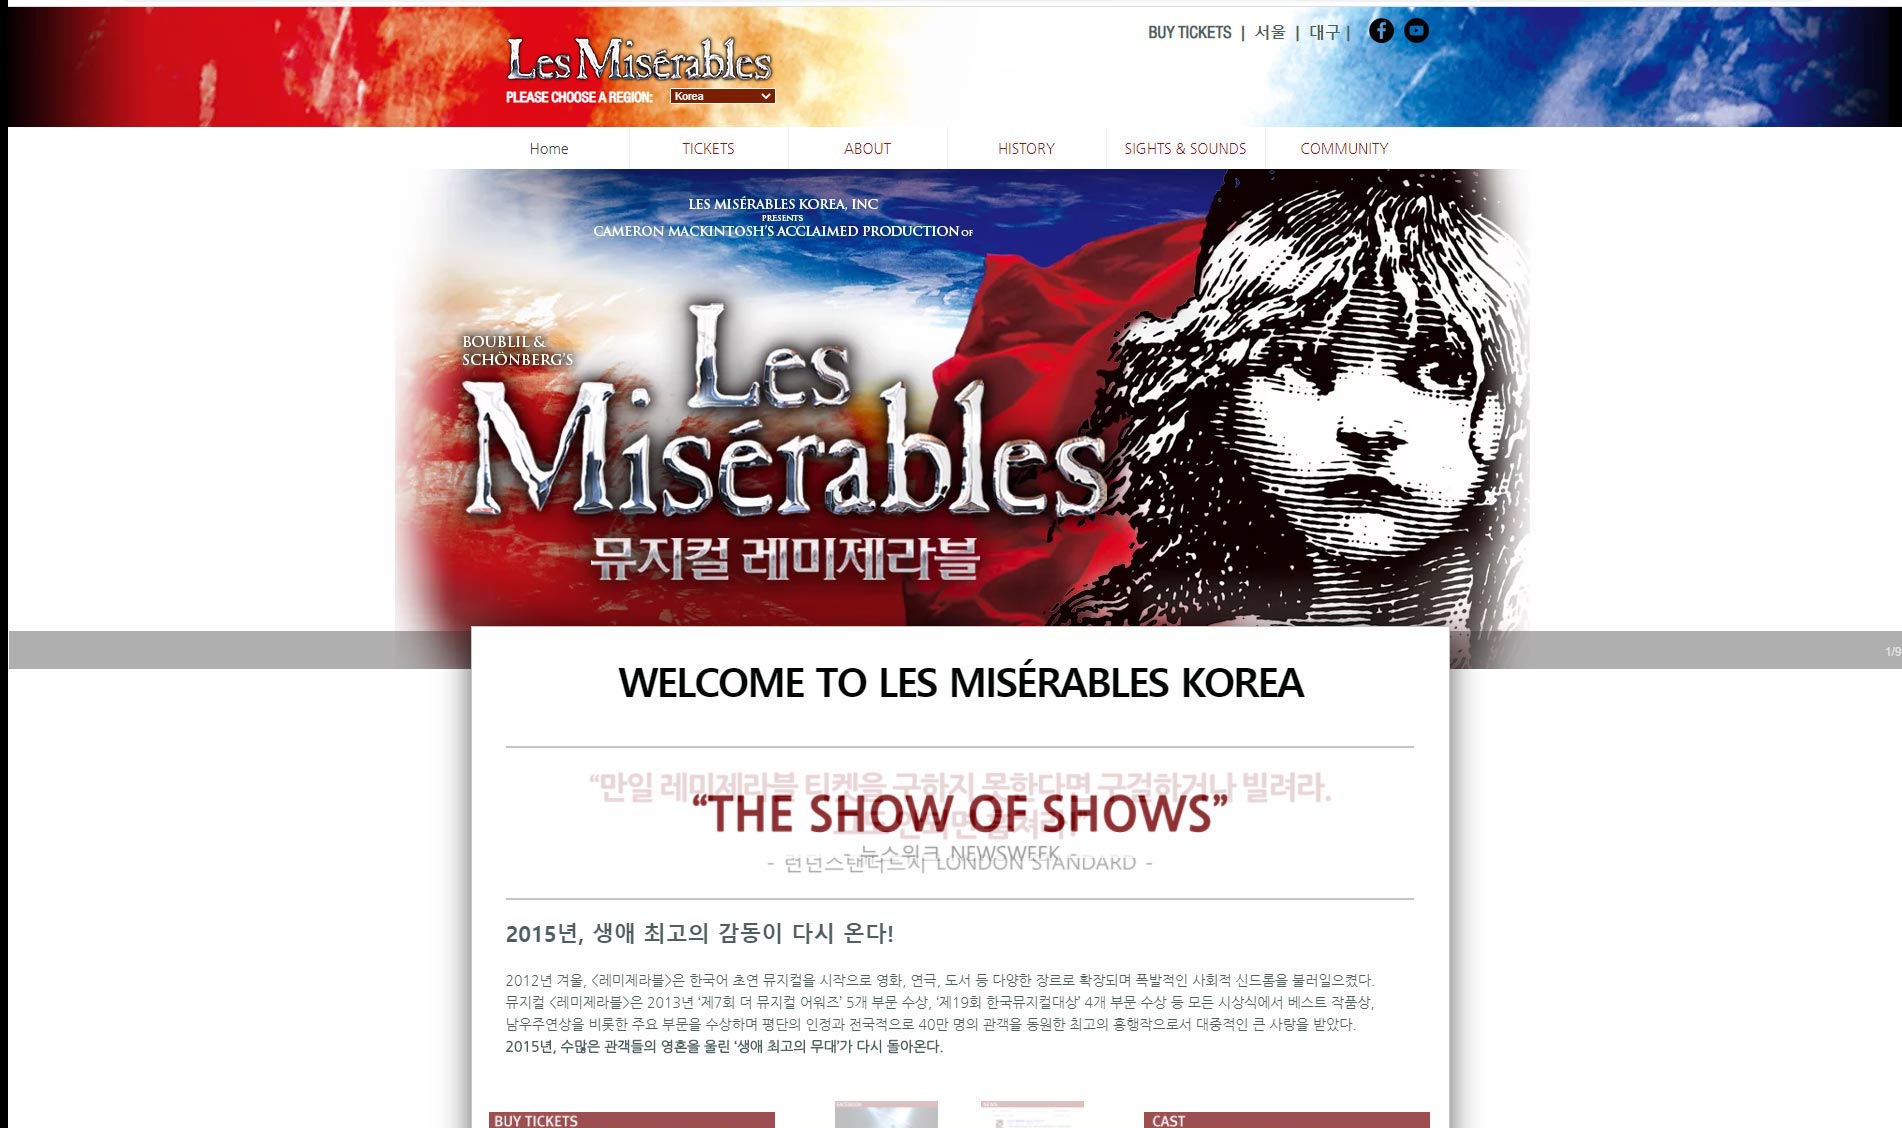 Les Misérables
BUY TICKETS | 서울 | 대구 |
PLEASE CHOOSE A REGION: Korea
Home TICKETS ABOUT HISTORY SIGHTS & SOUNDS COMMUNITY
LES MISÉRABLES KOREA, INC
PRESENTS
CAMERON MACKINTOSH'S ACCLAIMED PRODUCTION OF
BOUBLIL &
SCHÖNBERG'S
Les
Misérables
뮤지컬 레미제라블
1/9
WELCOME TO LES MISÉRABLES KOREA
“만일 레미제라블 티켓을 구하지 못한다면 구걸하거나 빌려라.
“THE SHOW OF SHOWS”
- 뉴스위크 NEWSWEEK -
- 런던스탠다드지 LONDON STANDARD -
2015년, 생애 최고의 감동이 다시 온다!
2012년 겨울, <레미제라블>은 한국어 초연 뮤지컬을 시작으로 영화, 연극, 도서 등 다양한 장르로 확장되며 폭발적인 사회적 신드롬을 불러일으켰다.
뮤지컬 <레미제라블>은 2013년 ‘제7회 더 뮤지컬 어워즈’ 5개 부문 수상, ‘제19회 한국뮤지컬대상’ 4개 부문 수상 등 모든 시상식에서 베스트 작품상,
남우주연상을 비롯한 주요 부문을 수상하며 평단의 인정과 전국적으로 40만 명의 관객을 동원한 최고의 흥행작으로서 대중적인 큰 사랑을 받았다.
2015년, 수많은 관객들의 영혼을 울린 ‘생애 최고의 무대’가 다시 돌아온다.
FACEBOOK
NEWS
BUY TICKETS
CAST